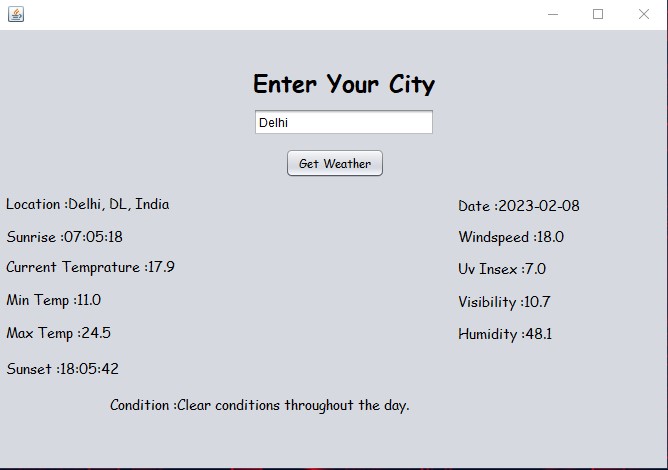 Enter Your City
Delhi
Get Weather
Location :Delhi, DL, India
Date :2023-02-08
Sunrise :07:05:18
Windspeed :18.0
Current Temprature :17.9
Uv Insex :7.0
Min Temp :11.0
Visibility :10.7
Max Temp :24.5
Humidity :48.1
Sunset :18:05:42
Condition :Clear conditions throughout the day.